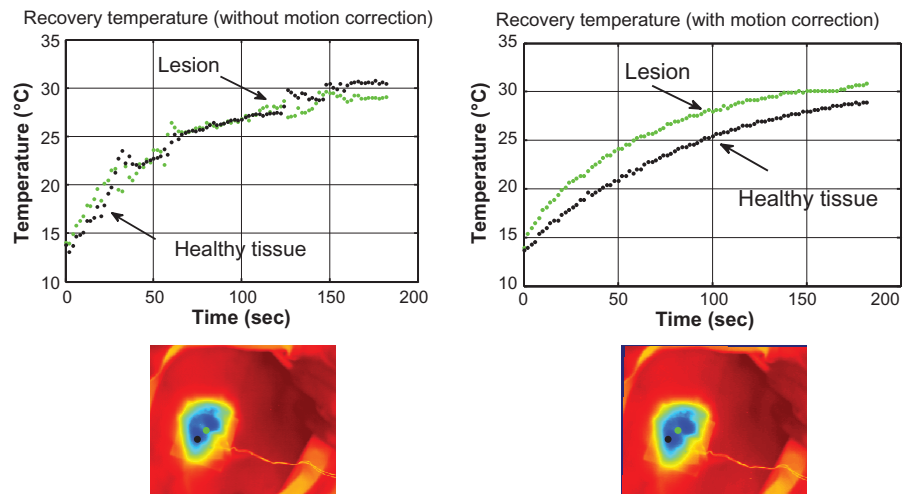 Recovery temperature (without motion correction)
35
30
25
20
15
10
Temperature (°C)
Lesion
Healthy tissue
0
50
100
150
200
Time (sec)
Recovery temperature (with motion correction)
35
30
25
20
15
10
Temperature (°C)
Lesion
Healthy tissue
0
50
100
150
200
Time (sec)